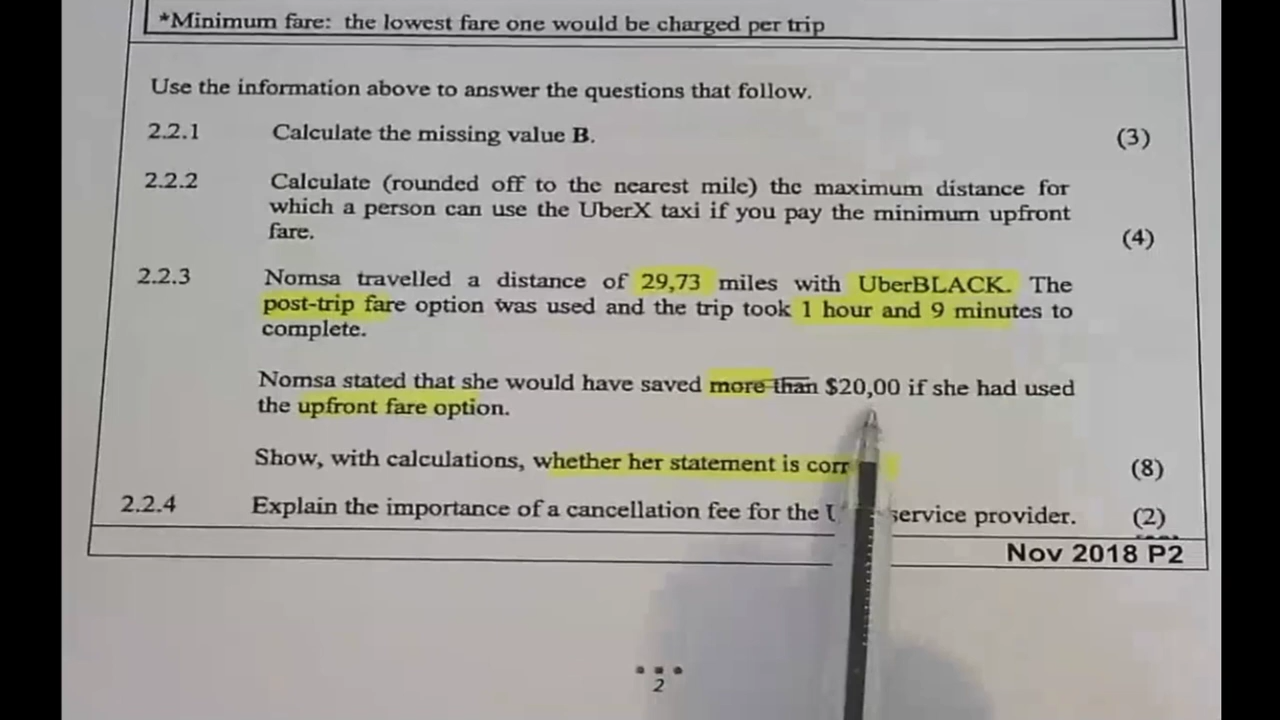 *Minimum fare: the lowest fare one would be charged per trip
Use the information above to answer the questions that follow.
2.2.1 Calculate the missing value B. (3)
2.2.2 Calculate (rounded off to the nearest mile) the maximum distance for
which a person can use the UberX taxi if you pay the minimum upfront
fare. (4)
2.2.3 Nomsa travelled a distance of 29,73 miles with UberBLACK. The
post-trip fare option was used and the trip took 1 hour and 9 minutes to
complete.
Nomsa stated that she would have saved more than $20,00 if she had used
the upfront fare option.
Show, with calculations, whether her statement is (8)
2.2.4 Explain the importance of a cancellation fee for the service provider. (2)
Nov 2018 P2
2